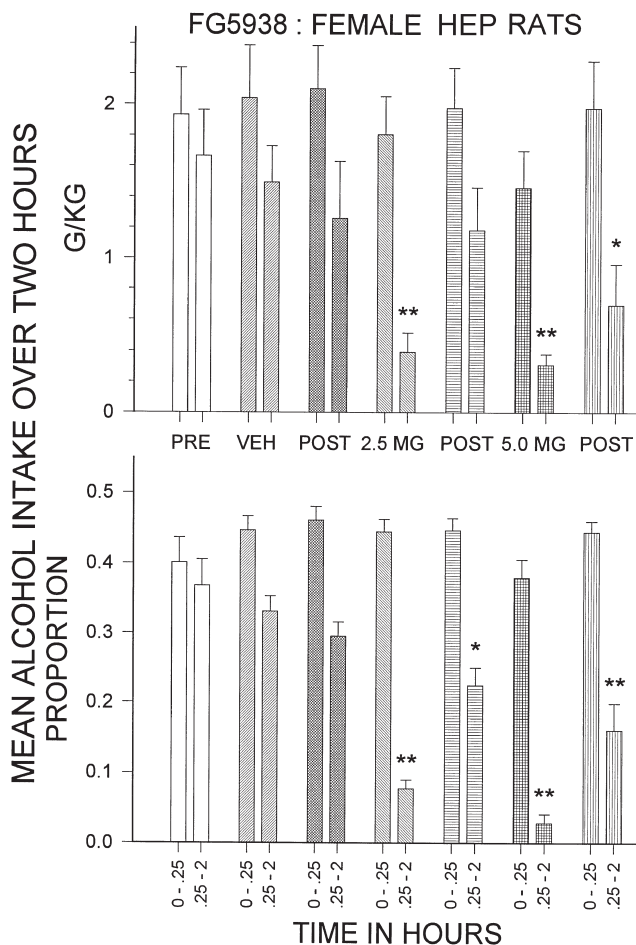 FG5938 : FEMALE HEP RATS
MEAN ALCOHOL INTAKE OVER TWO HOURS
G/KG
2
1
0
**
**
*
PRE VEH POST 2.5 MG POST 5.0 MG POST
PROPORTION
0.5
0.4
0.3
0.2
0.1
0.0
**
*
**
**
0 - .25 .25 - 2 0 - .25 .25 - 2 0 - .25 .25 - 2 0 - .25 .25 - 2 0 - .25 .25 - 2 0 - .25 .25 - 2 0 - .25 .25 - 2
TIME IN HOURS